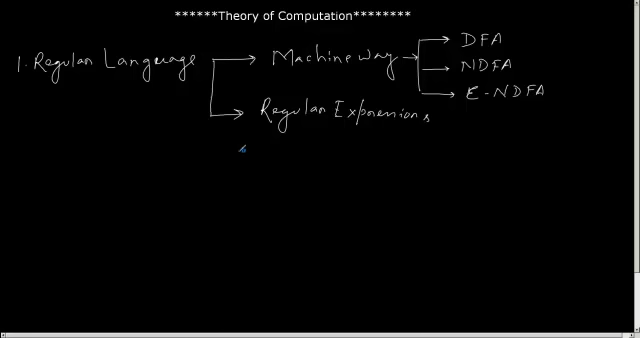 ******Theory of Computation********
1. Regular Language → Machine way → DFA
NDFA
ε-NDFA
Regular Expressions